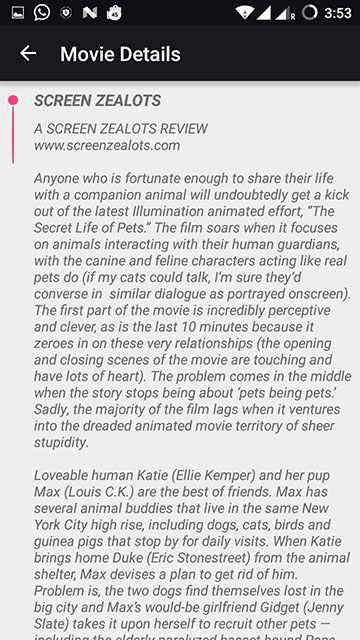 45
R
3:53
Movie Details
SCREEN ZEALOTS
A SCREEN ZEALOTS REVIEW
www.screenzealots.com
Anyone who is fortunate enough to share their life
with a companion animal will undoubtedly get a kick
out of the latest Illumination animated effort, “The
Secret Life of Pets.” The film soars when it focuses
on animals interacting with their human guardians,
with the canine and feline characters acting like real
pets do (if my cats could talk, I’m sure they’d
converse in  similar dialogue as portrayed onscreen).
The first part of the movie is incredibly perceptive
and clever, as is the last 10 minutes because it
zeroes in on these very relationships (the opening
and closing scenes of the movie are touching and
have lots of heart). The problem comes in the middle
when the story stops being about ‘pets being pets.’
Sadly, the majority of the film lags when it ventures
into the dreaded animated movie territory of sheer
stupidity.
Loveable human Katie (Ellie Kemper) and her pup
Max (Louis C.K.) are the best of friends. Max has
several animal buddies that live in the same New
York City high rise, including dogs, cats, birds and
guinea pigs that stop by for daily visits. When Katie
brings home Duke (Eric Stonestreet) from the animal
shelter, Max devises a plan to get rid of him.
Problem is, the two dogs find themselves lost in the
big city and Max’s would-be girlfriend Gidget (Jenny
Slate) takes it upon herself to recruit other pets —
including the elderly paralyzed basset hound Pops